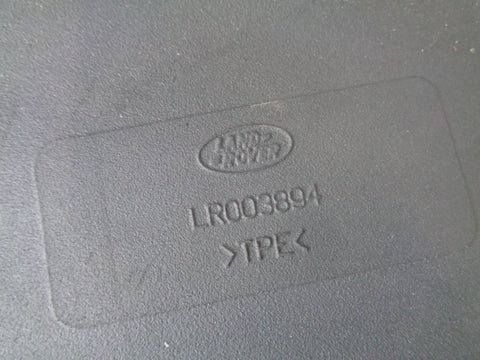 LAND
ROVER
LR003894
>TPE<